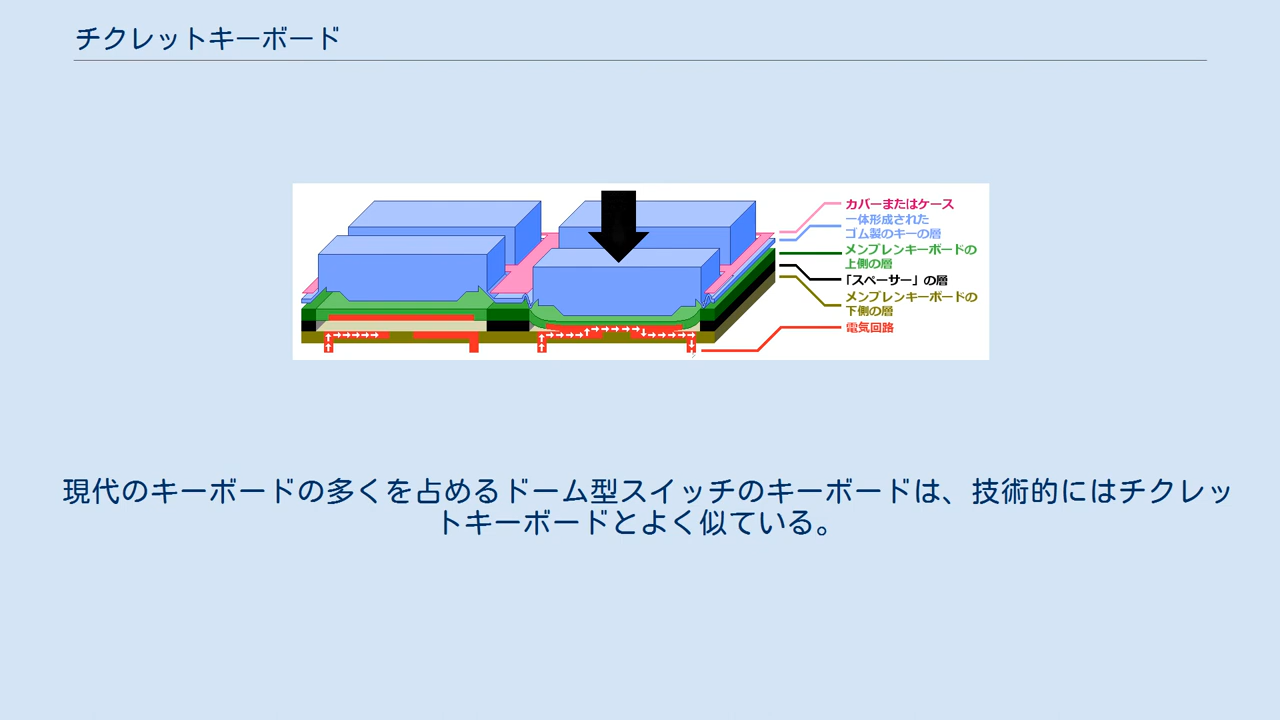 チクレットキーボード
カバーまたはケース
一体形成された
ゴム製のキーの層
メンブレンキーボードの
上側の層
「スペーサー」の層
メンブレンキーボードの
下側の層
電気回路
現代のキーボードの多くを占めるドーム型スイッチのキーボードは、技術的にはチクレッ
トキーボードとよく似ている。